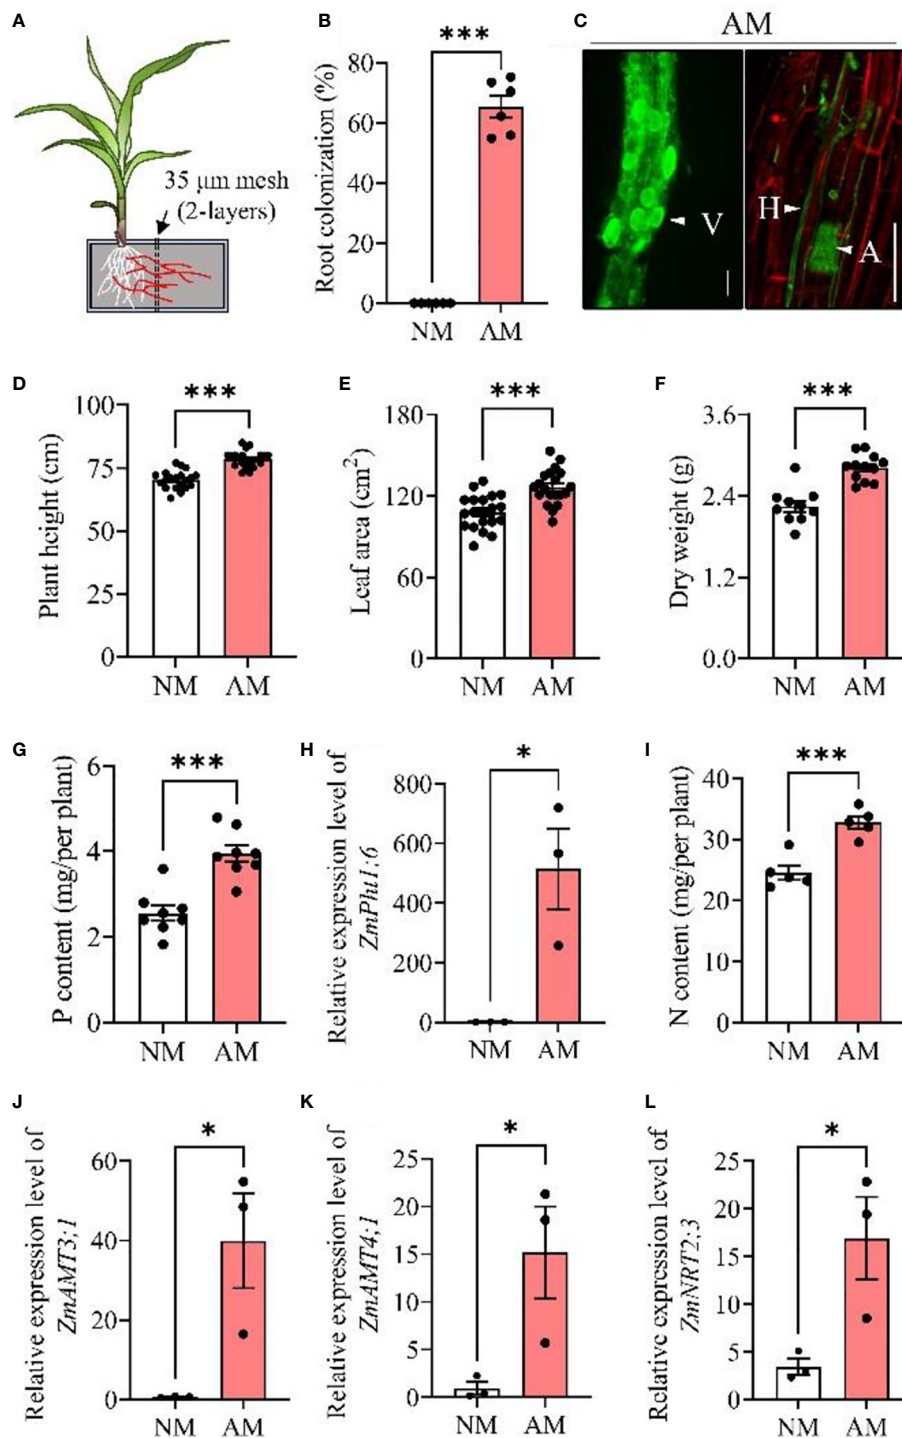 A
35 μm mesh
(2-layers)
B
***
Root colonization (%)
80
60
40
20
0
NM AM
C
AM
V
H
A
D
***
Plant height (cm)
100
75
50
25
0
NM AM
E
***
Leaf area (cm²)
180
120
60
0
NM AM
F
***
Dry weight (g)
3.6
2.4
1.2
0.0
NM AM
G
***
P content (mg/per plant)
6
4
2
0
NM AM
H
*
Relative expression level of
ZmPht1;6
800
600
400
200
0
NM AM
I
***
N content (mg/per plant)
40
30
20
10
0
NM AM
J
*
Relative expression level of
ZmAMT3;1
60
40
20
0
NM AM
K
*
Relative expression level of
ZmAMT4;1
25
20
15
10
5
0
NM AM
L
*
Relative expression level of
ZmNRT2;3
25
20
15
10
5
0
NM AM